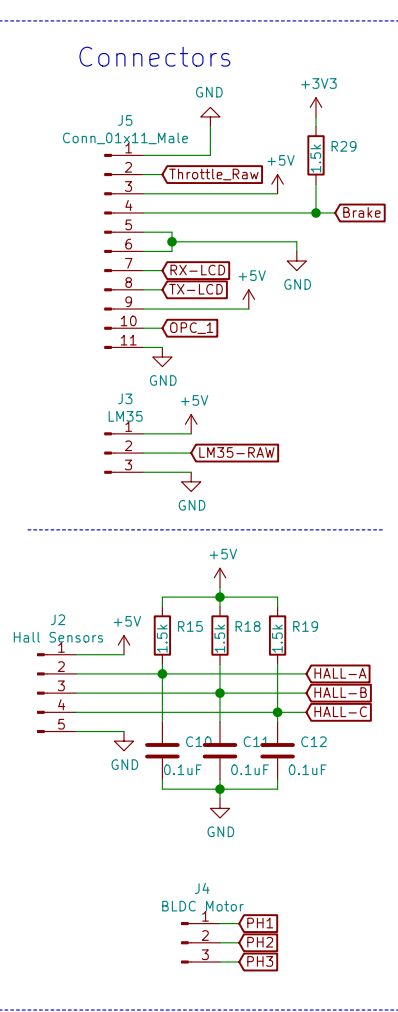 Connectors
GND
+3V3
J5
Conn_01x11_Male
R29
1.5k
1
+5V
2
Throttle_Raw
3
4
Brake
5
6
GND
7
RX-LCD
+5V
8
TX-LCD
9
10
OPC_1
11
GND
J3
LM35
+5V
1
2
LM35-RAW
3
GND
+5V
J2
Hall Sensors
+5V
1.5k
R15
1.5k
R18
1.5k
R19
1
2
HALL-A
3
HALL-B
4
HALL-C
5
GND
C10
C11
C12
0.1uF
0.1uF
0.1uF
GND
J4
BLDC Motor
1
PH1
2
PH2
3
PH3